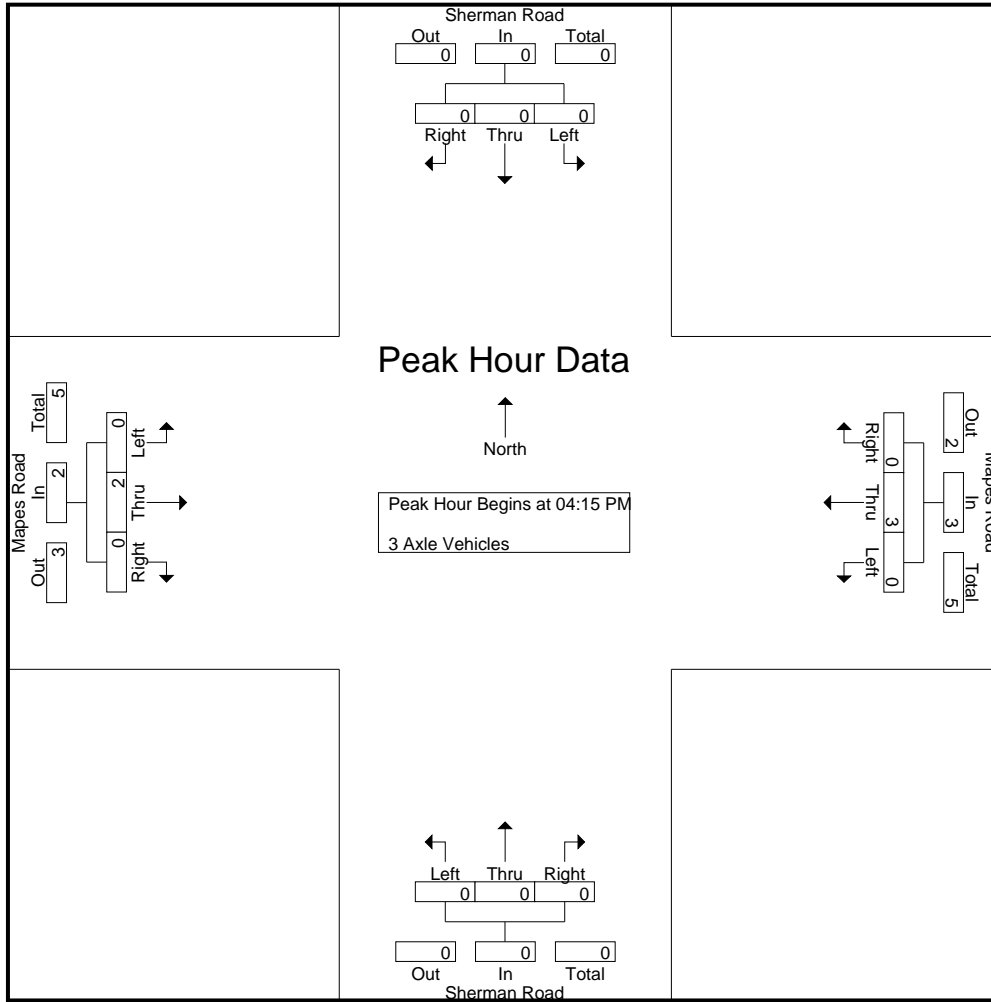 Sherman Road
Out In Total
0 0 0
0 0 0
Right Thru Left
Peak Hour Data
North
Peak Hour Begins at 04:15 PM
3 Axle Vehicles
Mapes Road
Out In Total
3 2 5
Right Thru Left
0 2 0
Mapes Road
Out In Total
2 3 5
Right Thru Left
0 3 0
Left Thru Right
0 0 0
0 0 0
Out In Total
Sherman Road